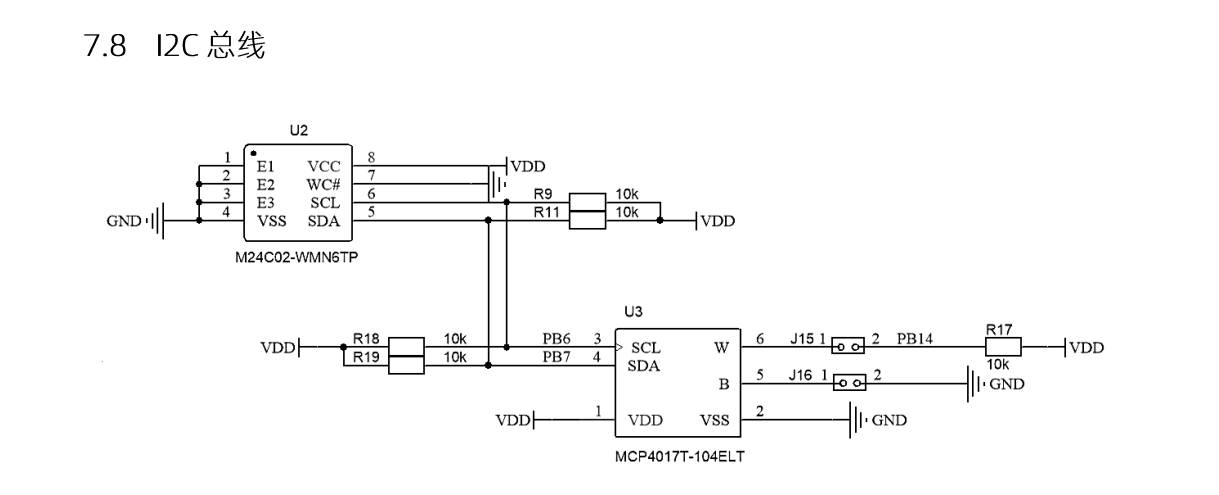 7.8 I2C 总线
U2
1 E1 VCC 8 VDD
2 E2 WC# 7
3 E3 SCL 6 R9 10k
GND 4 VSS SDA 5 R11 10k VDD
M24C02-WMN6TP
U3
VDD R18 10k PB6 3 SCL W 6 J15 1 2 PB14 R17 10k VDD
R19 10k PB7 4 SDA
B 5 J16 1 2 GND
VDD 1 VDD VSS 2 GND
MCP4017T-104ELT